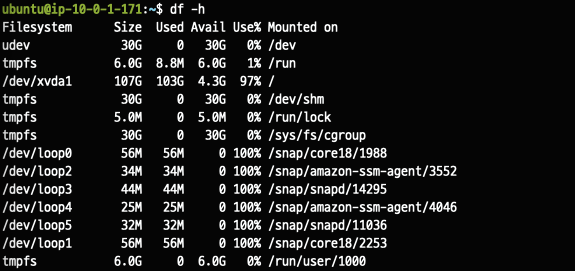 ubuntu@ip-10-0-1-171:~$ df -h
Filesystem      Size  Used Avail Use% Mounted on
udev             30G     0   30G   0% /dev
tmpfs           6.0G  8.8M  6.0G   1% /run
/dev/xvda1      107G  103G  4.3G  97% /
tmpfs            30G     0   30G   0% /dev/shm
tmpfs           5.0M     0  5.0M   0% /run/lock
tmpfs            30G     0   30G   0% /sys/fs/cgroup
/dev/loop0       56M   56M     0 100% /snap/core18/1988
/dev/loop2       34M   34M     0 100% /snap/amazon-ssm-agent/3552
/dev/loop3       44M   44M     0 100% /snap/snapd/14295
/dev/loop4       25M   25M     0 100% /snap/amazon-ssm-agent/4046
/dev/loop5       32M   32M     0 100% /snap/snapd/11036
/dev/loop1       56M   56M     0 100% /snap/core18/2253
tmpfs           6.0G     0  6.0G   0% /run/user/1000